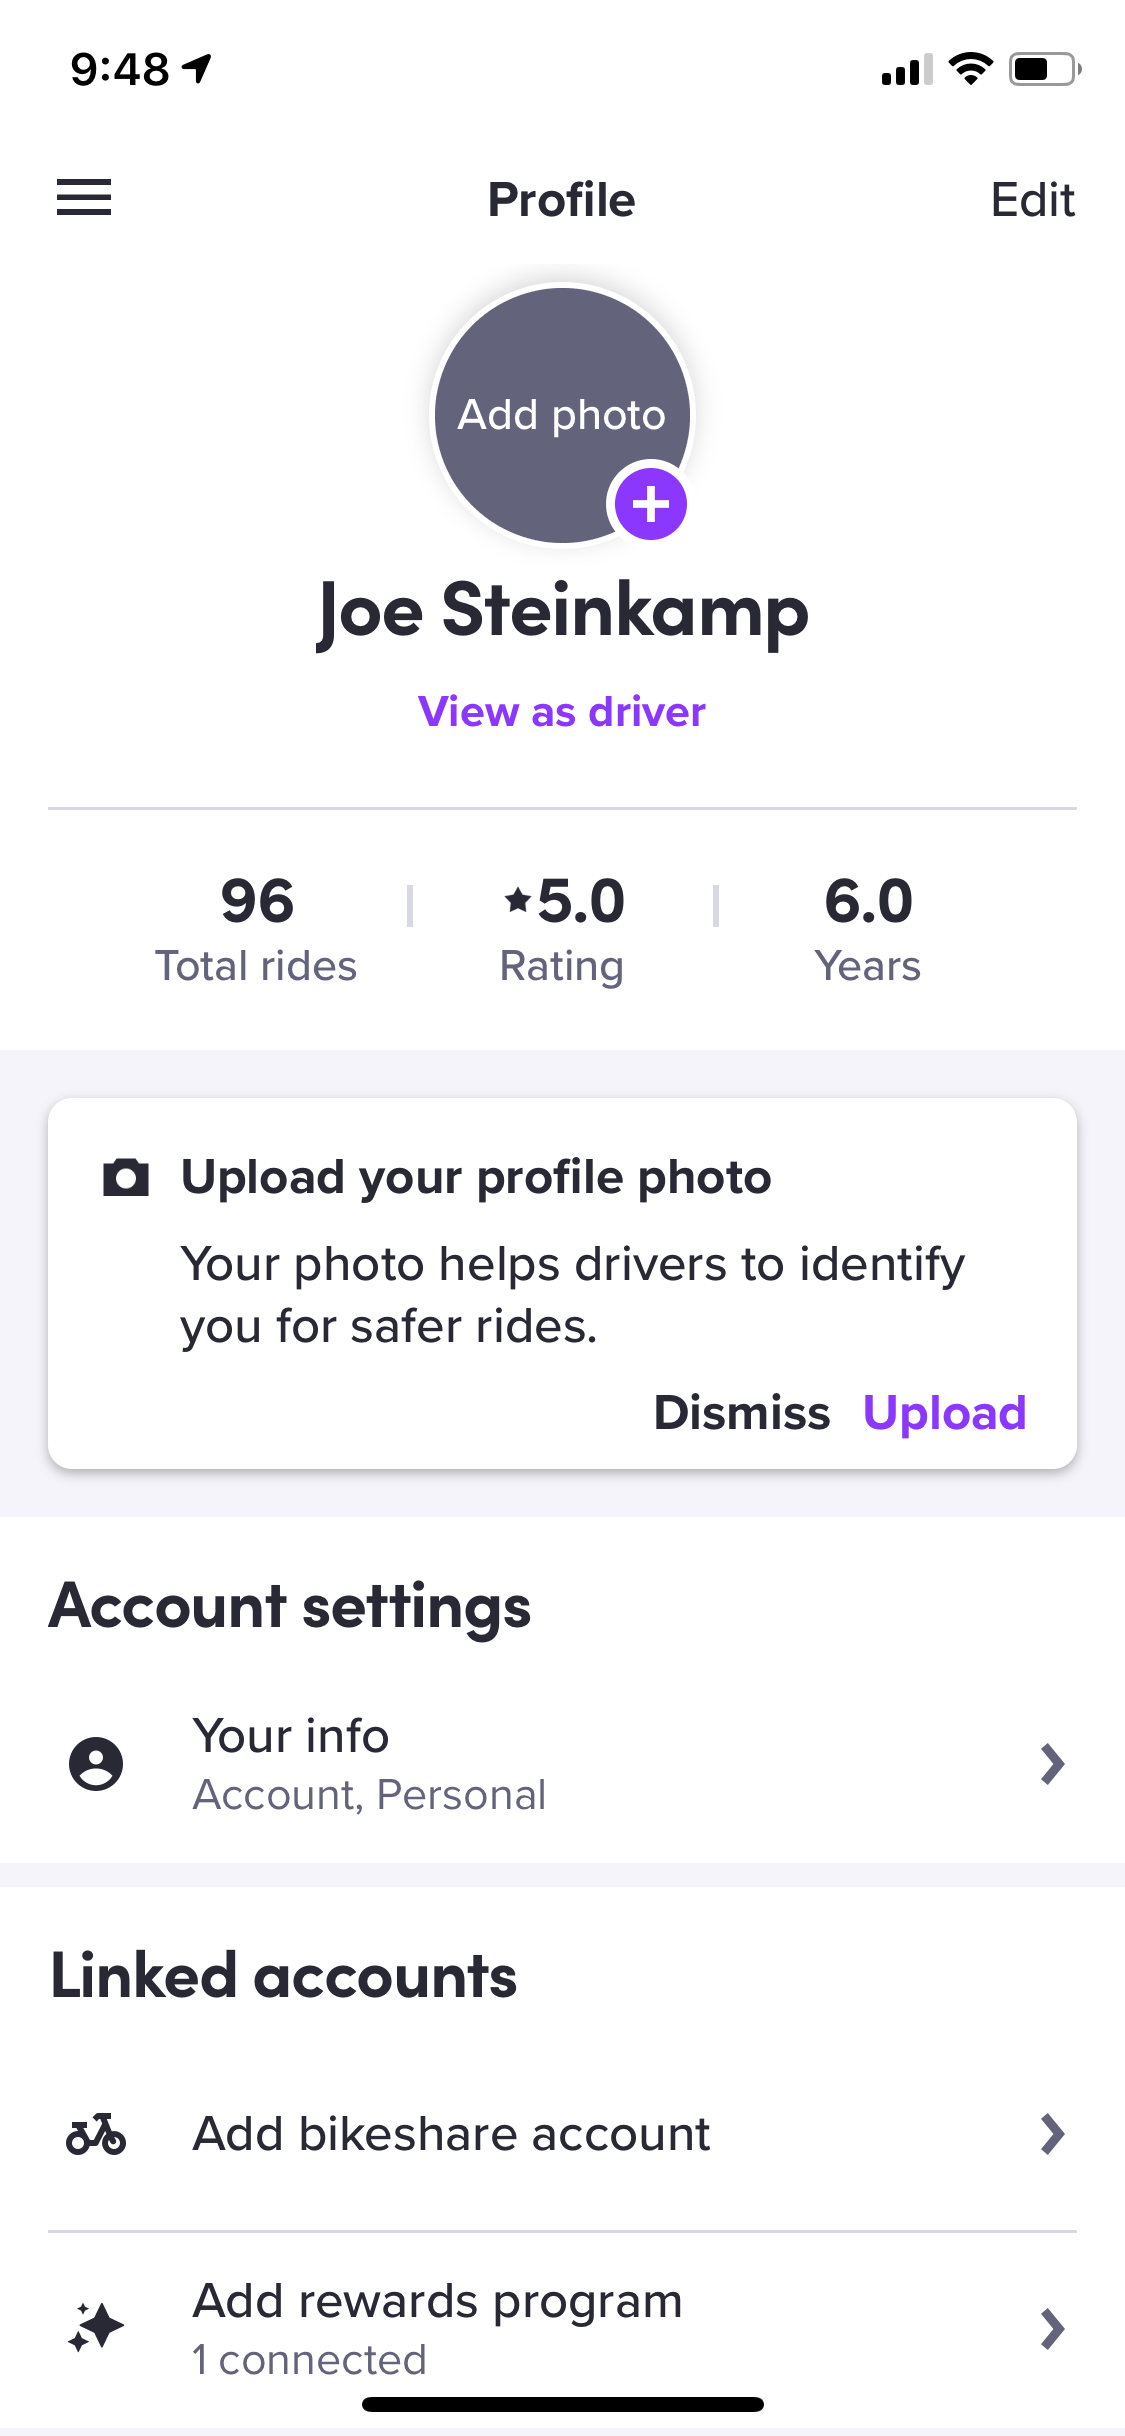 9:48
Profile
Edit
Add photo
Joe Steinkamp
View as driver
96
5.0
6.0
Total rides
Rating
Years
Upload your profile photo
Your photo helps drivers to identify
you for safer rides.
Dismiss Upload
Account settings
Your info
Account, Personal
Linked accounts
Add bikeshare account
Add rewards program
1 connected